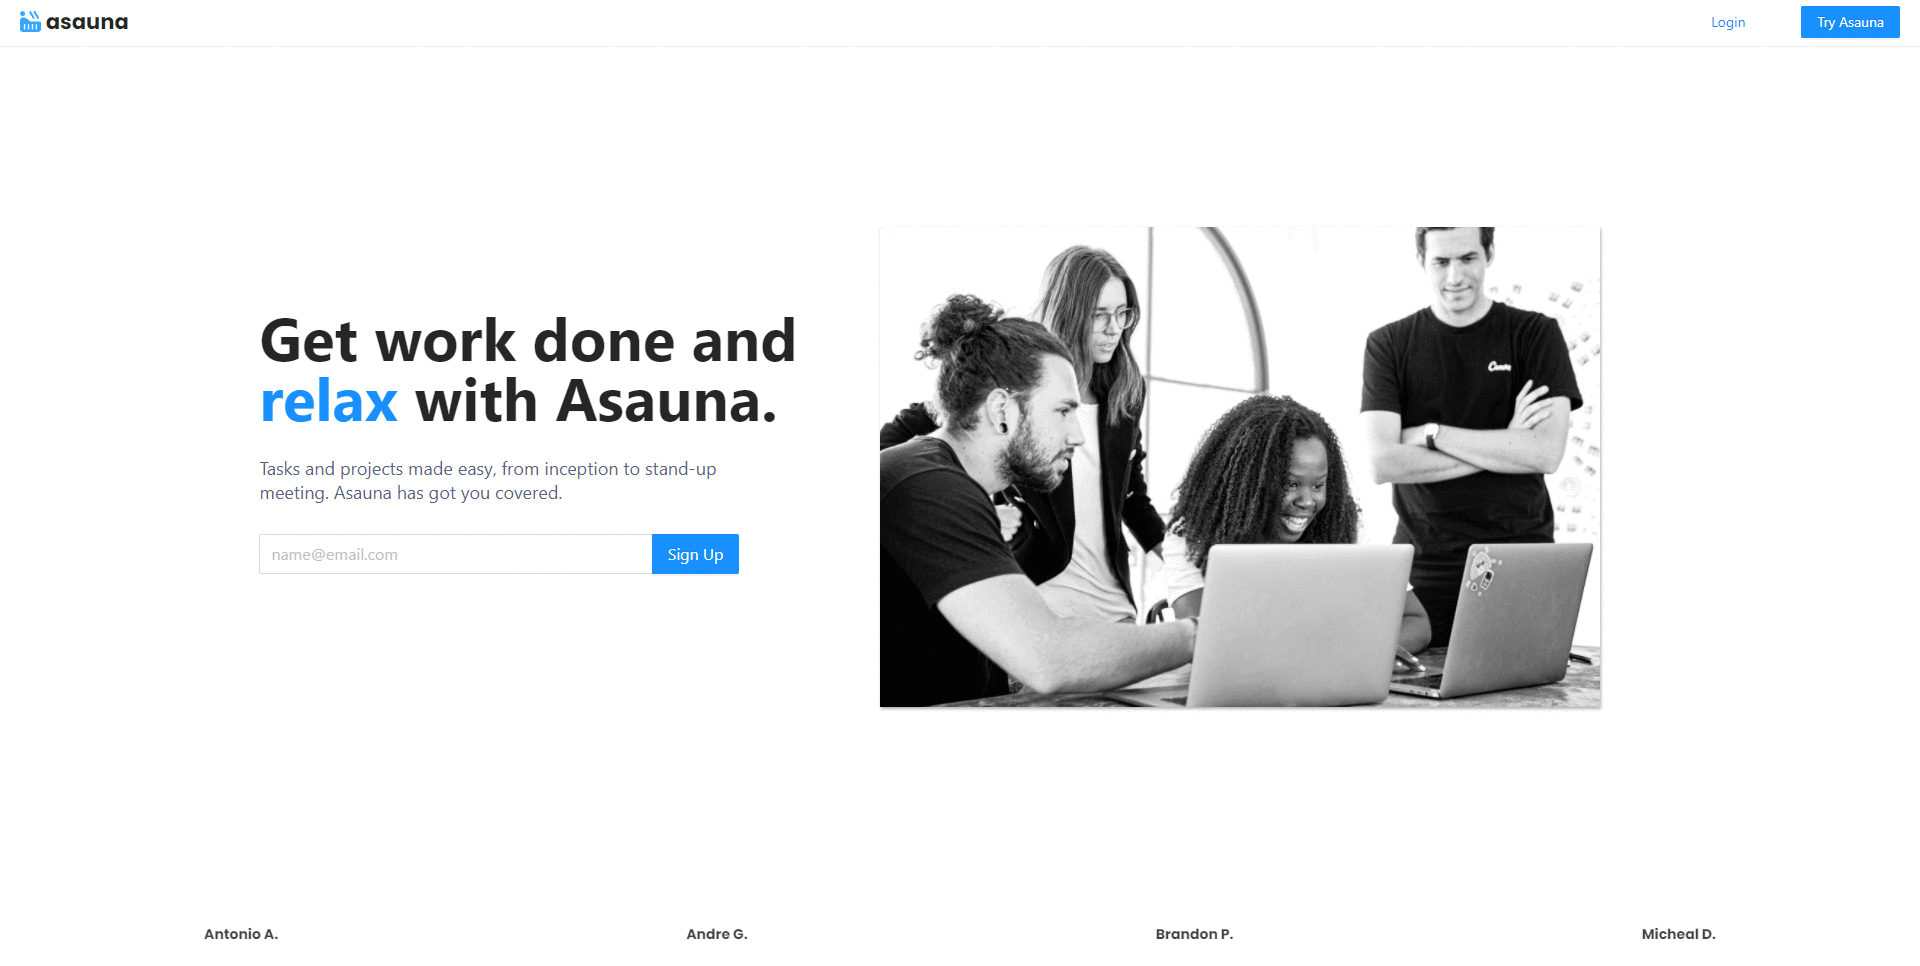 asauna
Login
Try Asauna
Get work done and
relax with Asauna.
Tasks and projects made easy, from inception to stand-up
meeting. Asauna has got you covered.
name@email.com
Sign Up
Antonio A.
Andre G.
Brandon P.
Micheal D.